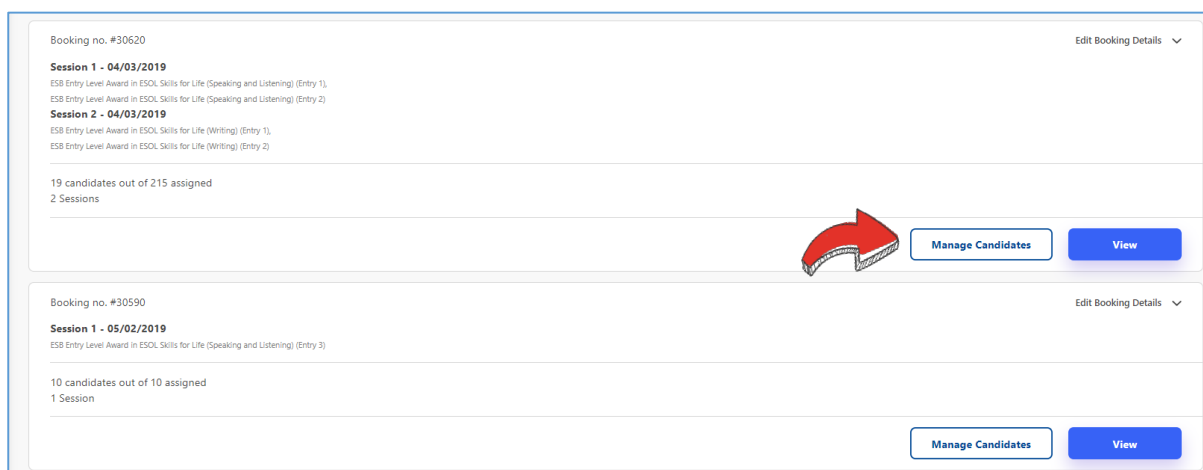 Booking no. #30620
Edit Booking Details
Session 1 - 04/03/2019
ESB Entry Level Award in ESOL Skills for Life (Speaking and Listening) (Entry 1),
ESB Entry Level Award in ESOL Skills for Life (Speaking and Listening) (Entry 2)
Session 2 - 04/03/2019
ESB Entry Level Award in ESOL Skills for Life (Writing) (Entry 1),
ESB Entry Level Award in ESOL Skills for Life (Writing) (Entry 2)
19 candidates out of 215 assigned
2 Sessions
Manage Candidates
View
Booking no. #30590
Edit Booking Details
Session 1 - 05/02/2019
ESB Entry Level Award in ESOL Skills for Life (Speaking and Listening) (Entry 3)
10 candidates out of 10 assigned
1 Session
Manage Candidates
View